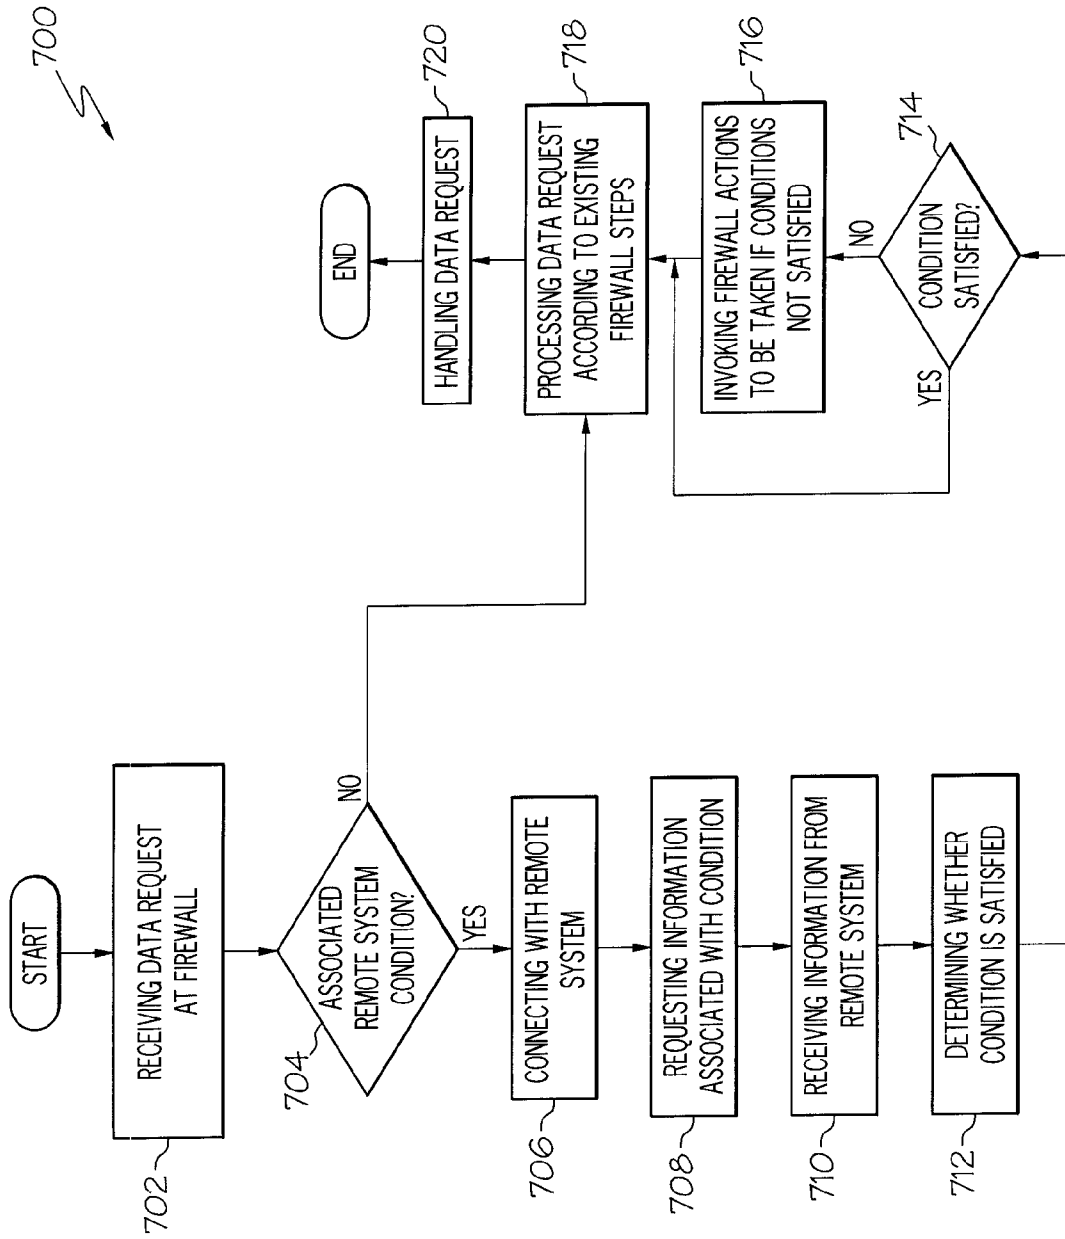 700
START
RECEIVING DATA REQUEST
AT FIREWALL
702
ASSOCIATED
REMOTE SYSTEM
CONDITION?
704
NO
YES
CONNECTING WITH REMOTE
SYSTEM
706
REQUESTING INFORMATION
ASSOCIATED WITH CONDITION
708
RECEIVING INFORMATION FROM
REMOTE SYSTEM
710
DETERMINING WHETHER
CONDITION IS SATISFIED
712
CONDITION
SATISFIED?
714
YES
NO
INVOKING FIREWALL ACTIONS
TO BE TAKEN IF CONDITIONS
NOT SATISFIED
716
PROCESSING DATA REQUEST
ACCORDING TO EXISTING
FIREWALL STEPS
718
HANDLING DATA REQUEST
720
END